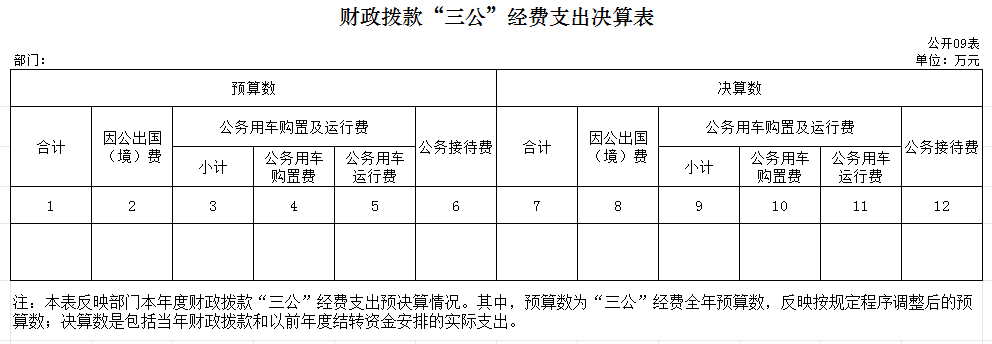 财政拨款“三公”经费支出决算表
公开09表
部门： 单位：万元
预算数 决算数
合计 因公出国（境）费 公务用车购置及运行费 公务接待费 合计 因公出国（境）费 公务用车购置及运行费 公务接待费
小计 公务用车购置费 公务用车运行费 小计 公务用车购置费 公务用车运行费
1 2 3 4 5 6 7 8 9 10 11 12
注：本表反映部门本年度财政拨款“三公”经费支出预决算情况。其中，预算数为“三公”经费全年预算数，反映按规定程序调整后的预
算数；决算数是包括当年财政拨款和以前年度结转资金安排的实际支出。